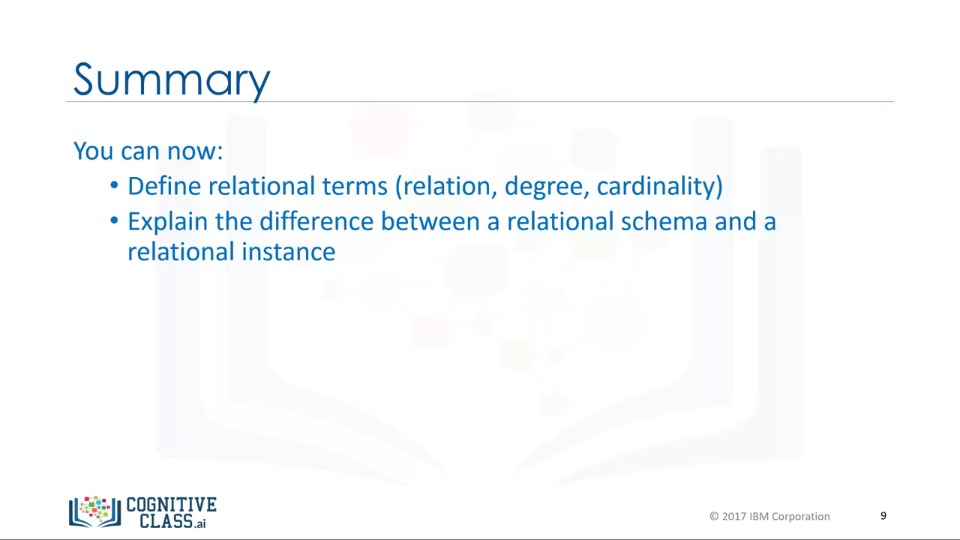 Summary
You can now:
• Define relational terms (relation, degree, cardinality)
• Explain the difference between a relational schema and a
relational instance
COGNITIVE
CLASS.ai
© 2017 IBM Corporation
9